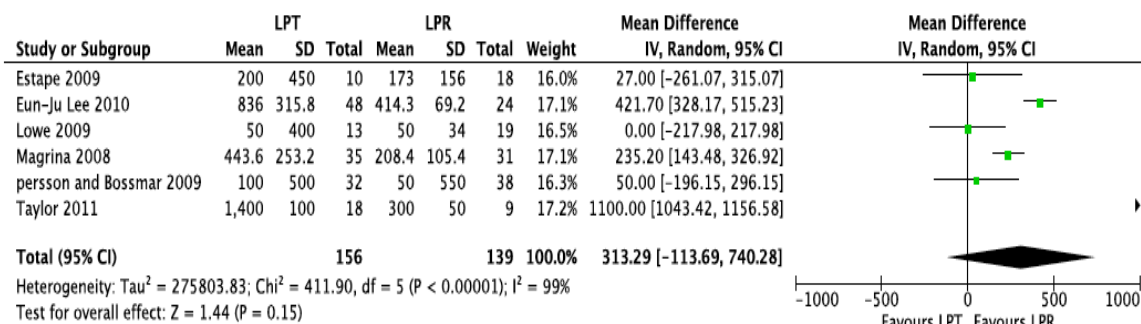 LPT LPR Mean Difference Mean Difference
Study or Subgroup Mean SD Total Mean SD Total Weight IV, Random, 95% CI IV, Random, 95% CI
Estape 2009 200 450 10 173 156 18 16.0% 27.00 [-261.07, 315.07]
Eun-Ju Lee 2010 836 315.8 48 414.3 69.2 24 17.1% 421.70 [328.17, 515.23]
Lowe 2009 50 400 13 50 34 19 16.5% 0.00 [-217.98, 217.98]
Magrina 2008 443.6 253.2 35 208.4 105.4 31 17.1% 235.20 [143.48, 326.92]
persson and Bossmar 2009 100 500 32 50 550 38 16.3% 50.00 [-196.15, 296.15]
Taylor 2011 1,400 100 18 300 50 9 17.2% 1100.00 [1043.42, 1156.58]
Total (95% CI) 156 139 100.0% 313.29 [-113.69, 740.28]
Heterogeneity: Tau² = 275803.83; Chi² = 411.90, df = 5 (P < 0.00001); I² = 99%
Test for overall effect: Z = 1.44 (P = 0.15)
-1000 -500 0 500 1000
Favours LPT Favours LPR